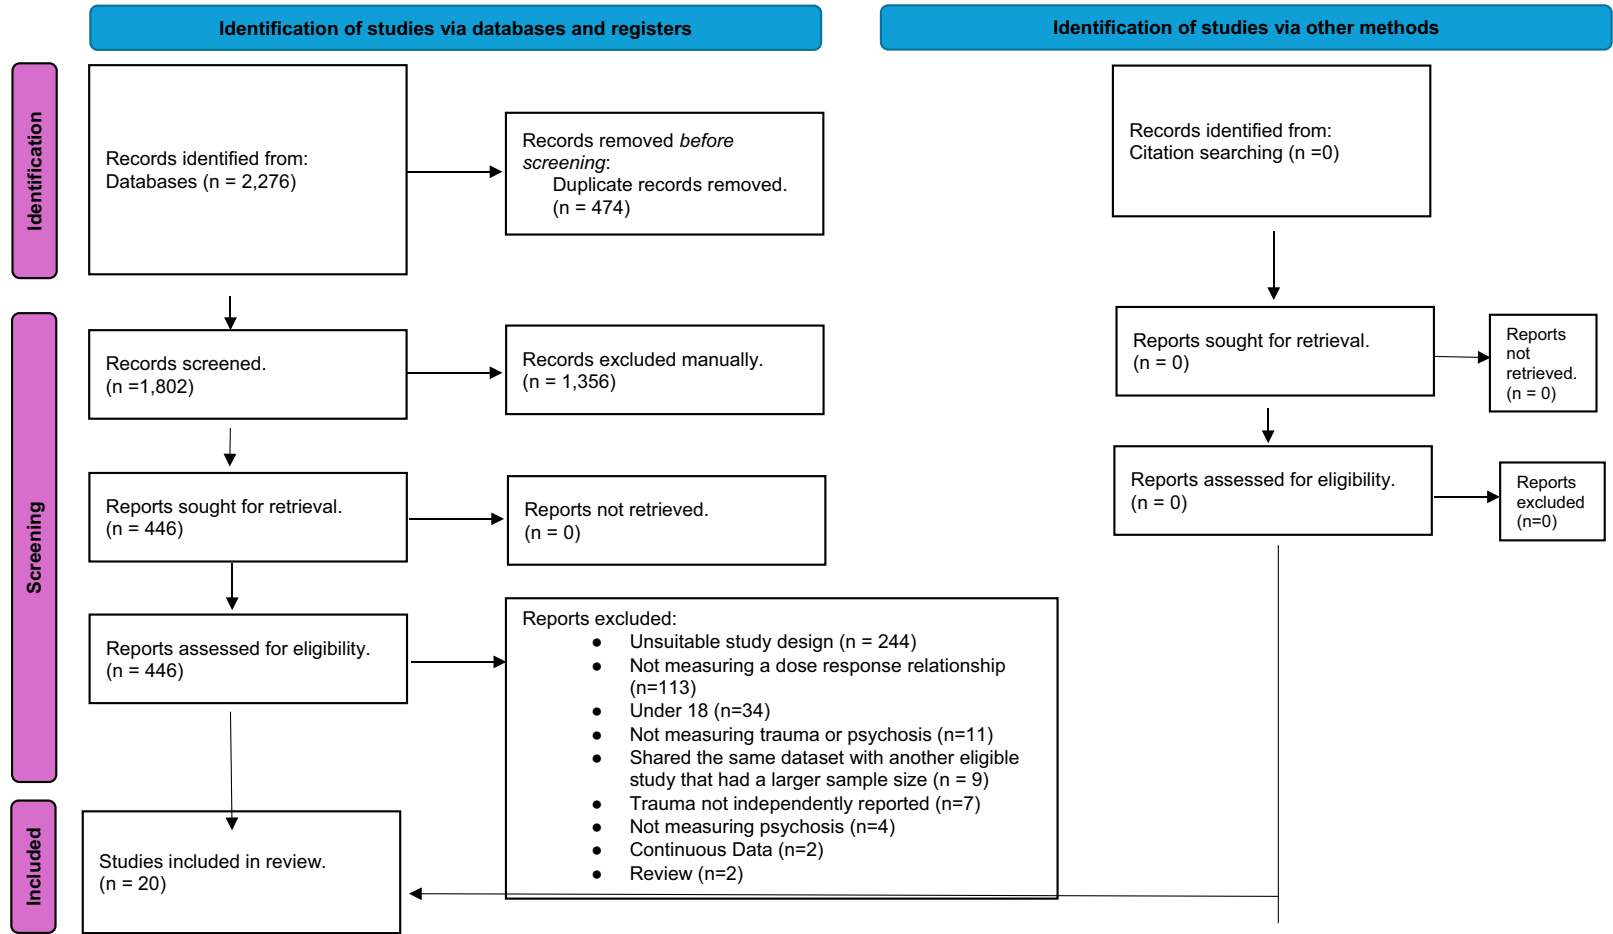 Identification of studies via databases and registers
Identification of studies via other methods
Identification
Records identified from:
Databases (n = 2,276)
Records removed before
screening:
Duplicate records removed.
(n = 474)
Records identified from:
Citation searching (n =0)
Screening
Records screened.
(n =1,802)
Records excluded manually.
(n = 1,356)
Reports sought for retrieval.
(n = 0)
Reports
not
retrieved.
(n = 0)
Reports sought for retrieval.
(n = 446)
Reports not retrieved.
(n = 0)
Reports assessed for eligibility.
(n = 0)
Reports
excluded
(n=0)
Reports assessed for eligibility.
(n = 446)
Reports excluded:
● Unsuitable study design (n = 244)
● Not measuring a dose response relationship
(n=113)
● Under 18 (n=34)
● Not measuring trauma or psychosis (n=11)
● Shared the same dataset with another eligible
study that had a larger sample size (n = 9)
● Trauma not independently reported (n=7)
● Not measuring psychosis (n=4)
● Continuous Data (n=2)
● Review (n=2)
Included
Studies included in review.
(n = 20)